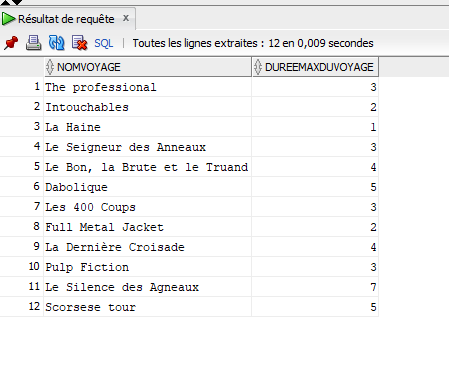 Résultat de requête x
SQL | Toutes les lignes extraites : 12 en 0,009 secondes
NOMVOYAGE DUREEMAXDUVOYAGE
1 The professional 3
2 Intouchables 2
3 La Haine 1
4 Le Seigneur des Anneaux 3
5 Le Bon, la Brute et le Truand 4
6 Dabolique 5
7 Les 400 Coups 3
8 Full Metal Jacket 2
9 La Dernière Croisade 4
10 Pulp Fiction 3
11 Le Silence des Agneaux 7
12 Scorsese tour 5